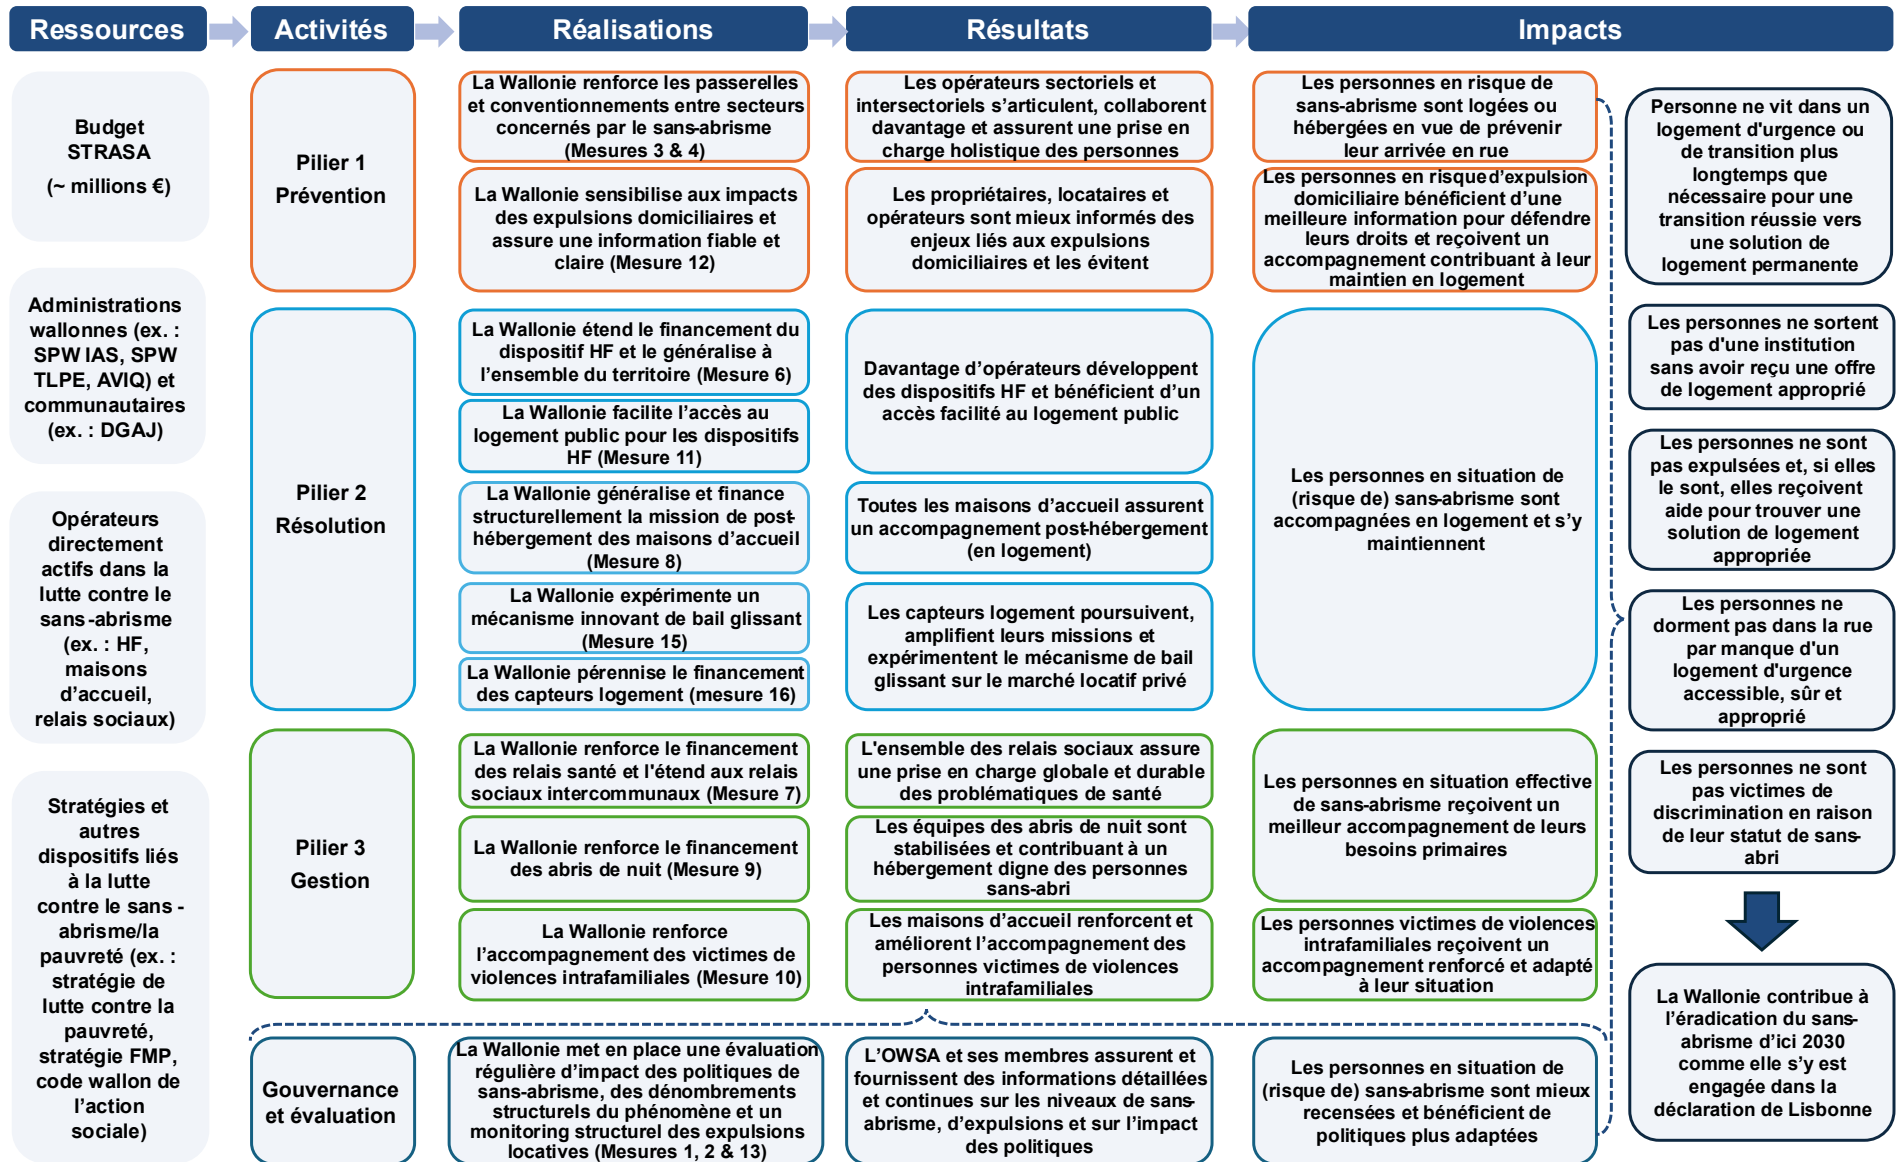 Ressources
Activités
Réalisations
Résultats
Impacts
Budget
STRASA
(~ millions €)
Administrations
wallonnes (ex. :
SPW IAS, SPW
TLPE, AVIQ) et
communautaires
(ex. : DGAJ)
Opérateurs
directement
actifs dans la
lutte contre le
sans-abrisme
(ex. : HF,
maisons
d’accueil,
relais sociaux)
Stratégies et
autres
dispositifs liés
à la lutte
contre le sans-
abrisme/la
pauvreté (ex. :
stratégie de
lutte contre la
pauvreté,
stratégie FMP,
code wallon de
l’action
sociale)
Pilier 1
Prévention
La Wallonie renforce les passerelles
et conventionnements entre secteurs
concernés par le sans-abrisme
(Mesures 3 & 4)
Les opérateurs sectoriels et
intersectoriels s’articulent, collaborent
davantage et assurent une prise en
charge holistique des personnes
Les personnes en risque de
sans-abrisme sont logées ou
hébergées en vue de prévenir
leur arrivée en rue
La Wallonie sensibilise aux impacts
des expulsions domiciliaires et
assure une information fiable et
claire (Mesure 12)
Les propriétaires, locataires et
opérateurs sont mieux informés des
enjeux liés aux expulsions
domiciliaires et les évitent
Les personnes en risque d’expulsion
domiciliaire bénéficient d’une
meilleure information pour défendre
leurs droits et reçoivent un
accompagnement contribuant à leur
maintien en logement
Pilier 2
Résolution
La Wallonie étend le financement du
dispositif HF et le généralise à
l’ensemble du territoire (Mesure 6)
La Wallonie facilite l’accès au
logement public pour les dispositifs
HF (Mesure 11)
La Wallonie généralise et finance
structurellement la mission de post-
hébergement des maisons d’accueil
(Mesure 8)
La Wallonie expérimente un
mécanisme innovant de bail glissant
(Mesure 15)
La Wallonie pérennise le financement
des capteurs logement (mesure 16)
Davantage d’opérateurs développent
des dispositifs HF et bénéficient d’un
accès facilité au logement public
Toutes les maisons d’accueil assurent
un accompagnement post-hébergement
(en logement)
Les capteurs logement poursuivent,
amplifient leurs missions et
expérimentent le mécanisme de bail
glissant sur le marché locatif privé
Les personnes en situation de
(risque de) sans-abrisme sont
accompagnées en logement et s’y
maintiennent
Pilier 3
Gestion
La Wallonie renforce le financement
des relais santé et l'étend aux relais
sociaux intercommunaux (Mesure 7)
La Wallonie renforce le financement
des abris de nuit (Mesure 9)
La Wallonie renforce
l’accompagnement des victimes de
violences intrafamiliales (Mesure 10)
L'ensemble des relais sociaux assure
une prise en charge globale et durable
des problématiques de santé
Les équipes des abris de nuit sont
stabilisées et contribuant à un
hébergement digne des personnes
sans-abri
Les maisons d’accueil renforcent et
améliorent l’accompagnement des
personnes victimes de violences
intrafamiliales
Les personnes en situation effective
de sans-abrisme reçoivent un
meilleur accompagnement de leurs
besoins primaires
Les personnes victimes de violences
intrafamiliales reçoivent un
accompagnement renforcé et adapté
à leur situation
Gouvernance
et évaluation
La Wallonie met en place une évaluation
régulière d’impact des politiques de
sans-abrisme, des dénombrements
structurels du phénomène et un
monitoring structurel des expulsions
locatives (Mesures 1, 2 & 13)
L’OWSA et ses membres assurent et
fournissent des informations détaillées
et continues sur les niveaux de sans-
abrisme, d’expulsions et sur l’impact
des politiques
Les personnes en situation de
(risque de) sans-abrisme sont mieux
recensées et bénéficient de
politiques plus adaptées
Personne ne vit dans un
logement d'urgence ou
de transition plus
longtemps que
nécessaire pour une
transition réussie vers
une solution de
logement permanente
Les personnes ne sortent
pas d'une institution
sans avoir reçu une offre
de logement approprié
Les personnes ne sont
pas expulsées et, si elles
le sont, elles reçoivent
aide pour trouver une
solution de logement
appropriée
Les personnes ne
dorment pas dans la rue
par manque d'un
logement d'urgence
accessible, sûr et
approprié
Les personnes ne sont
pas victimes de
discrimination en raison
de leur statut de sans-
abri
La Wallonie contribue à
l’éradication du sans-
abrisme d’ici 2030
comme elle s’y est
engagée dans la
déclaration de Lisbonne